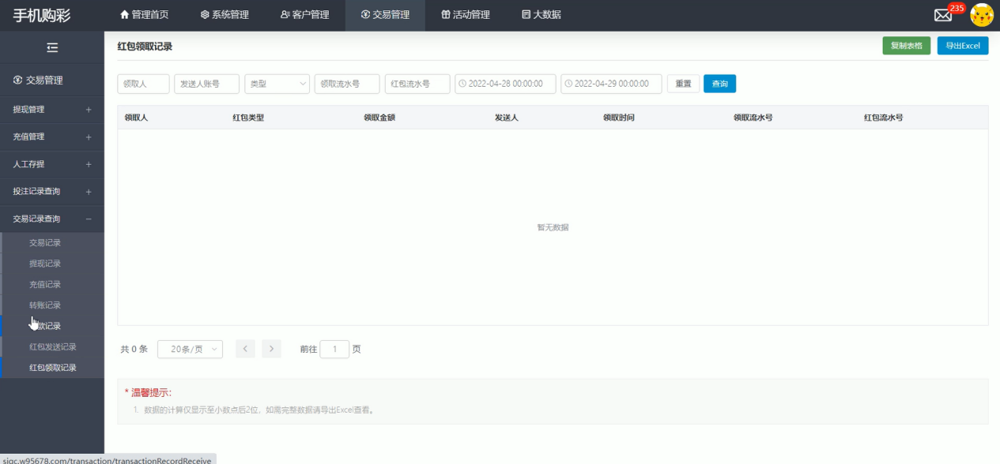 手机购彩
管理首页 系统管理 客户管理 交易管理 活动管理 大数据 235
红包领取记录 复制表格 导出Excel
交易管理
领取人 发送人账号 类型 领取流水号 红包流水号 2022-04-28 00:00:00 2022-04-29 00:00:00 重置 查询
提现管理 +
领取人 红包类型 领取金额 发送人 领取时间 领取流水号 红包流水号
充值管理 +
人工存提 +
投注记录查询 +
交易记录查询 −
暂无数据
交易记录
提现记录
充值记录
转账记录
款记录
红包发送记录
红包领取记录
共 0 条 20条/页 < > 前往 1 页
* 温馨提示:
1. 数据的计算仅显示至小数点后2位，如需完整数据请导出Excel查看。
sigc.w95678.com/transaction/transactionRecordReceive